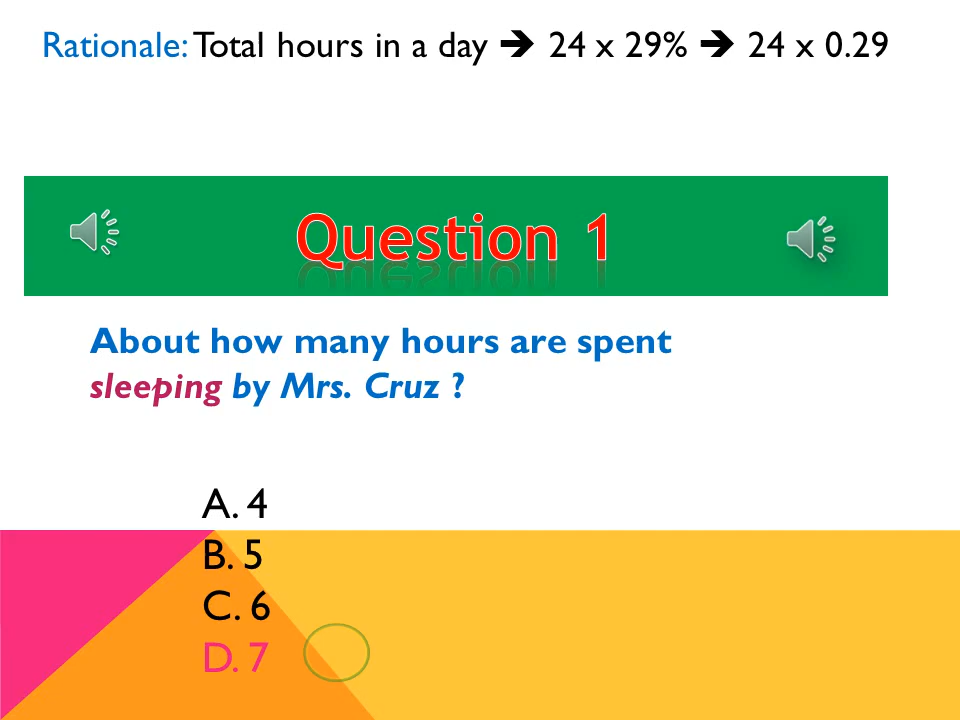 Rationale: Total hours in a day 🡺 24 x 29% 🡺 24 x 0.29
Question 1
About how many hours are spent
sleeping by Mrs. Cruz ?
A. 4
B. 5
C. 6
D. 7